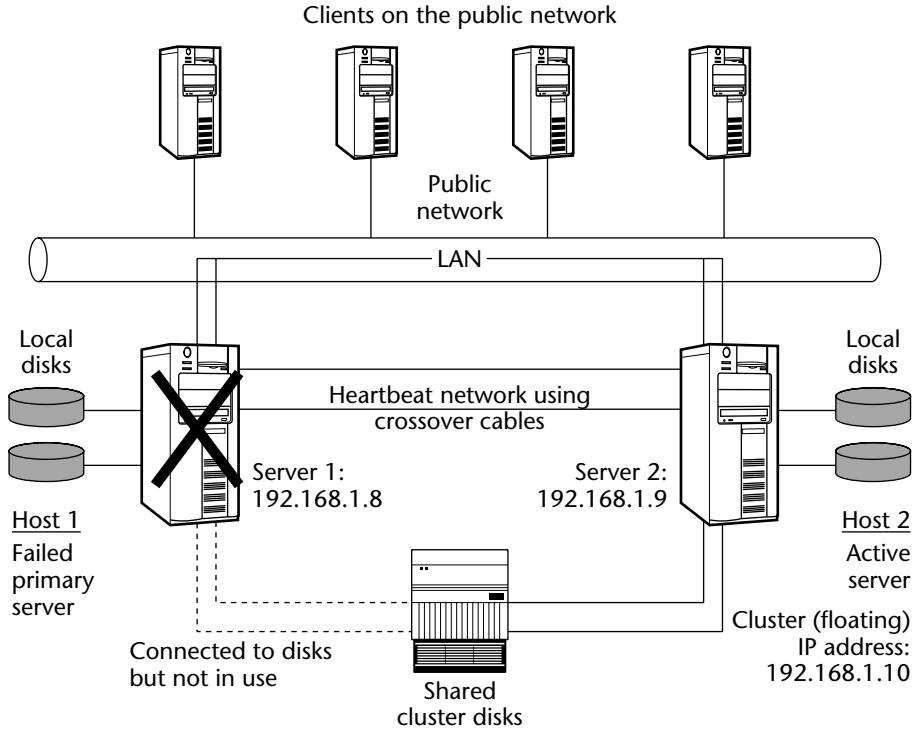 Clients on the public network
Public
network
LAN
Local
disks
Local
disks
Heartbeat network using
crossover cables
Server 1:
192.168.1.8
Server 2:
192.168.1.9
Host 1
Failed
primary
server
Host 2
Active
server
Connected to disks
but not in use
Shared
cluster disks
Cluster (floating)
IP address:
192.168.1.10